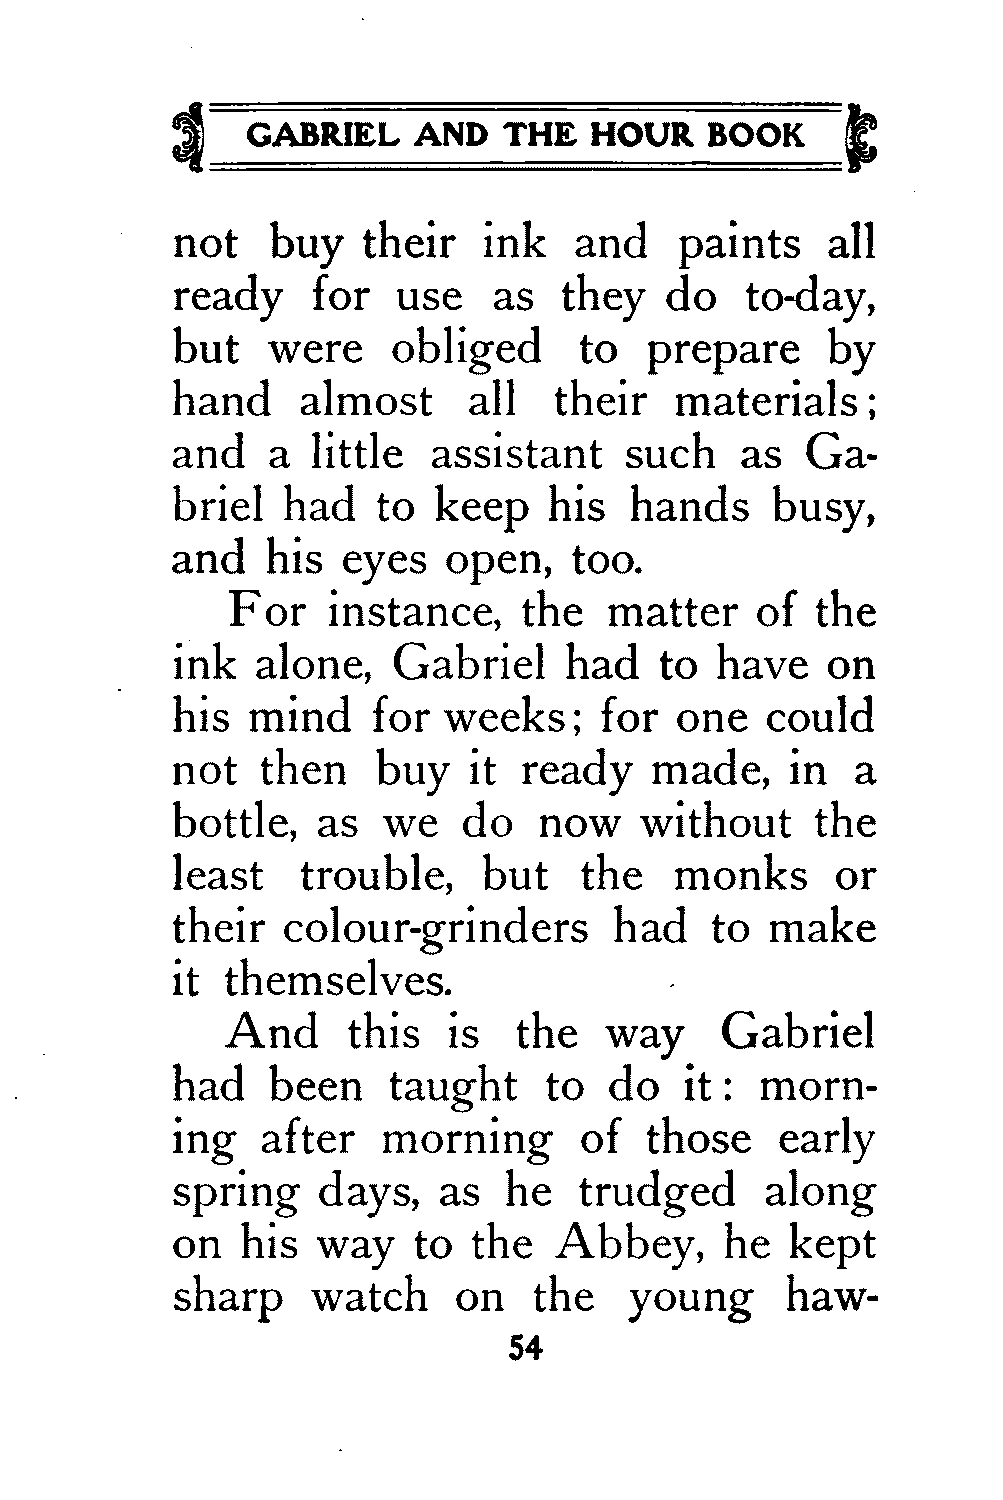 GABRIEL AND THE HOUR BOOK
not buy their ink and paints all
ready for use as they do to-day,
but were obliged to prepare by
hand almost all their materials;
and a little assistant such as Ga-
briel had to keep his hands busy,
and his eyes open, too.
For instance, the matter of the
ink alone, Gabriel had to have on
his mind for weeks; for one could
not then buy it ready made, in a
bottle, as we do now without the
least trouble, but the monks or
their colour-grinders had to make
it themselves.
And this is the way Gabriel
had been taught to do it: morn-
ing after morning of those early
spring days, as he trudged along
on his way to the Abbey, he kept
sharp watch on the young haw-
54